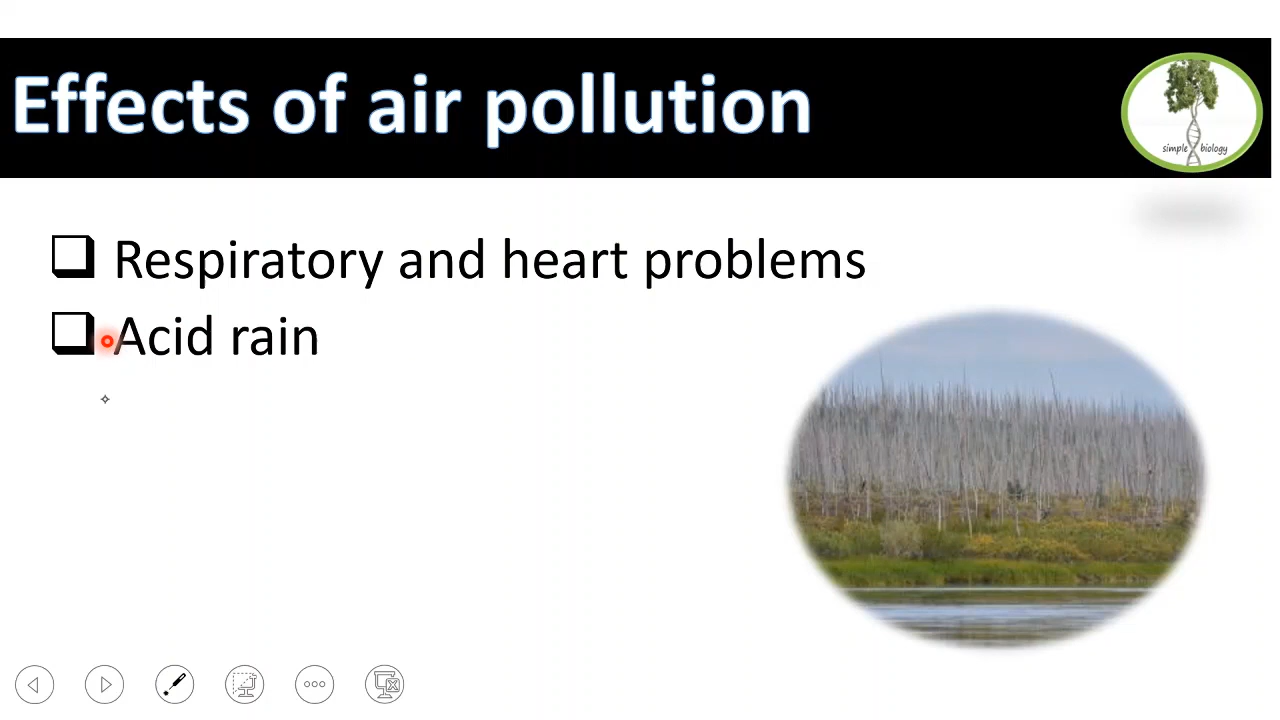 Effects of air pollution
simple biology
Respiratory and heart problems
Acid rain